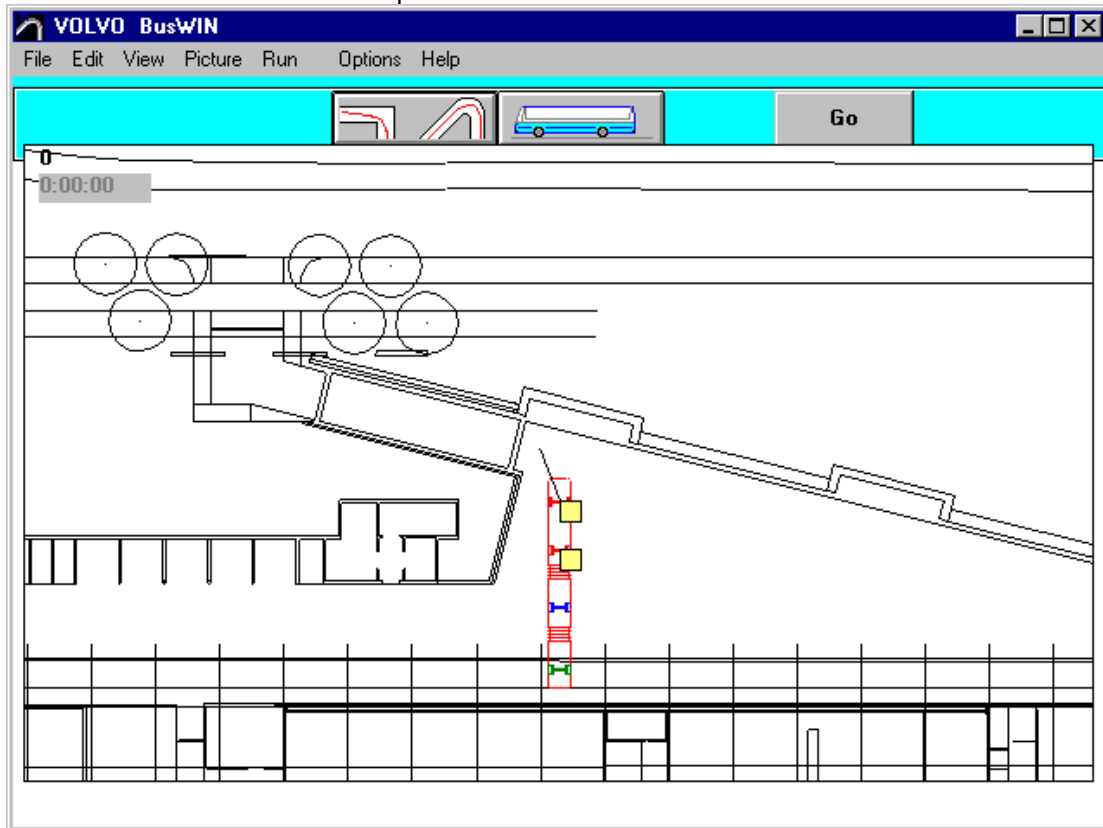 VOLVO BusWIN
File Edit View Picture Run Options Help
Go
0
0:00:00